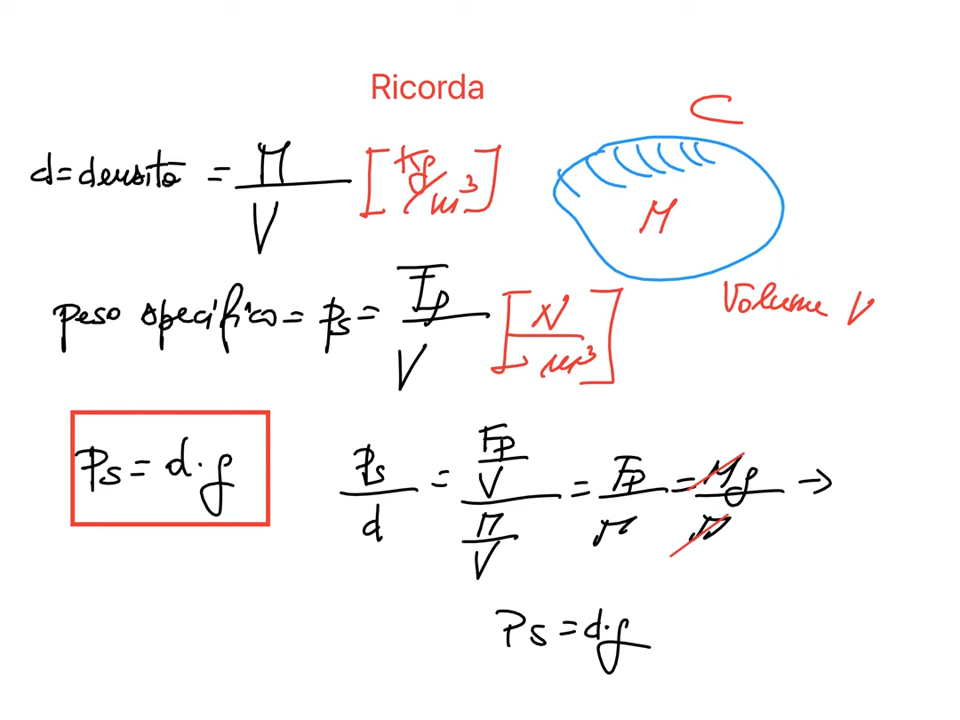 Ricorda
C
d = densità = M / V [Kg/m³]
M
Volume V
peso specifico = ps = Fp / V [N / m³]
Ps = d · g
ps / d = (Fp / V) / (M / V) = Fp / M = Mg / M →
Ps = d · g